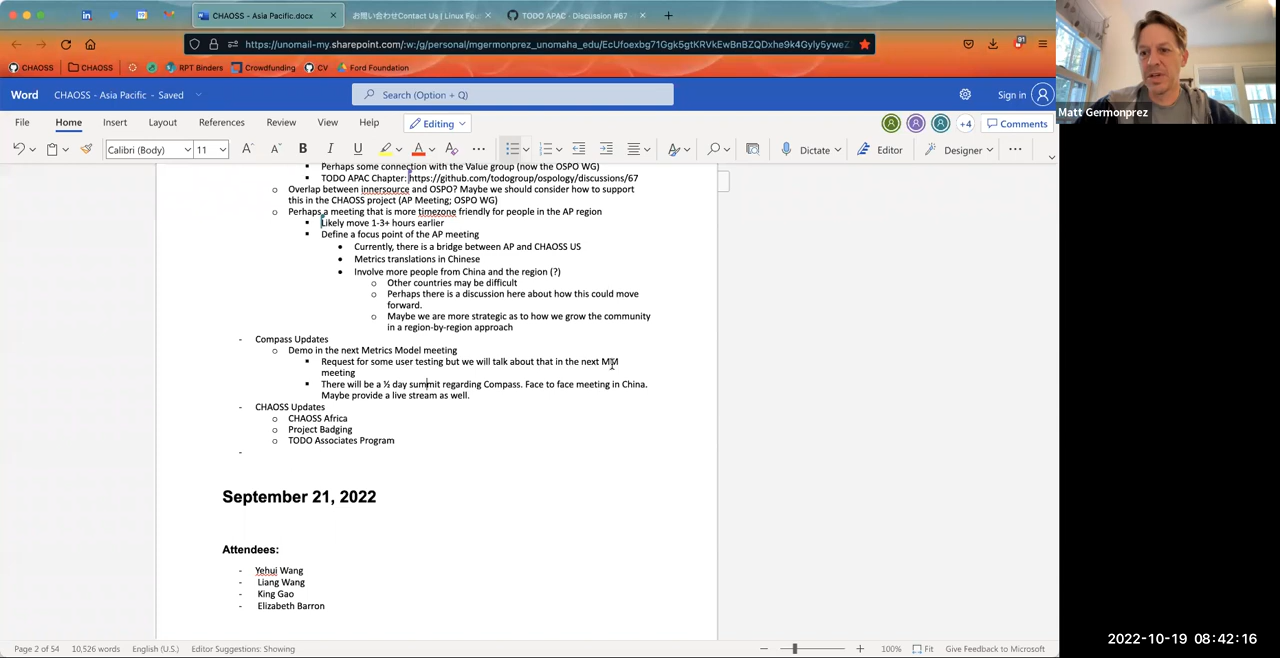 CHAOSS - Asia Pacific.docx
お問い合わせContact Us | Linux Fou
TODO APAC · Discussion #67
https://unomail-my.sharepoint.com/:w:/g/personal/mgermonprez_unomaha_edu/EcUfoexbg71Ggk5gtKRVkEwBnBZQDxhe9k4Gyly5yweZ
91
CHAOSS
CHAOSS
RPT Binders
Crowdfunding
CV
Ford Foundation
Word
CHAOSS - Asia Pacific - Saved
Search (Option + Q)
Sign in
File
Home
Insert
Layout
References
Review
View
Help
Editing
+4
Comments
Calibri (Body)
11
Dictate
Editor
Designer
Perhaps some connection with the Value group (now the OSPO WG)
TODO APAC Chapter: https://github.com/todogroup/ospology/discussions/67
Overlap between innersource and OSPO? Maybe we should consider how to support
this in the CHAOSS project (AP Meeting; OSPO WG)
Perhaps a meeting that is more timezone friendly for people in the AP region
Likely move 1-3+ hours earlier
Define a focus point of the AP meeting
Currently, there is a bridge between AP and CHAOSS US
Metrics translations in Chinese
Involve more people from China and the region (?)
Other countries may be difficult
Perhaps there is a discussion here about how this could move
forward.
Maybe we are more strategic as to how we grow the community
in a region-by-region approach
- Compass Updates
Demo in the next Metrics Model meeting
Request for some user testing but we will talk about that in the next MM
meeting
There will be a ½ day summit regarding Compass. Face to face meeting in China.
Maybe provide a live stream as well.
- CHAOSS Updates
CHAOSS Africa
Project Badging
TODO Associates Program
-
September 21, 2022
Attendees:
- Yehui Wang
- Liang Wang
- King Gao
- Elizabeth Barron
Page 2 of 54
10,526 words
English (U.S.)
Editor Suggestions: Showing
100%
Fit
Give Feedback to Microsoft
Matt Germonprez
2022-10-19 08:42:16